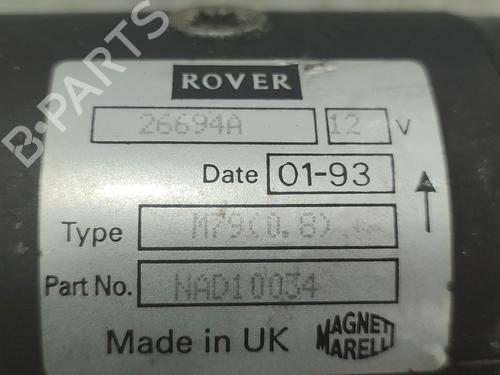 ROVER
26694A 12 V
Date 01-93
Type M79(0.8)
Part No. NAD10034
Made in UK MAGNETI MARELLI
B-PARTS